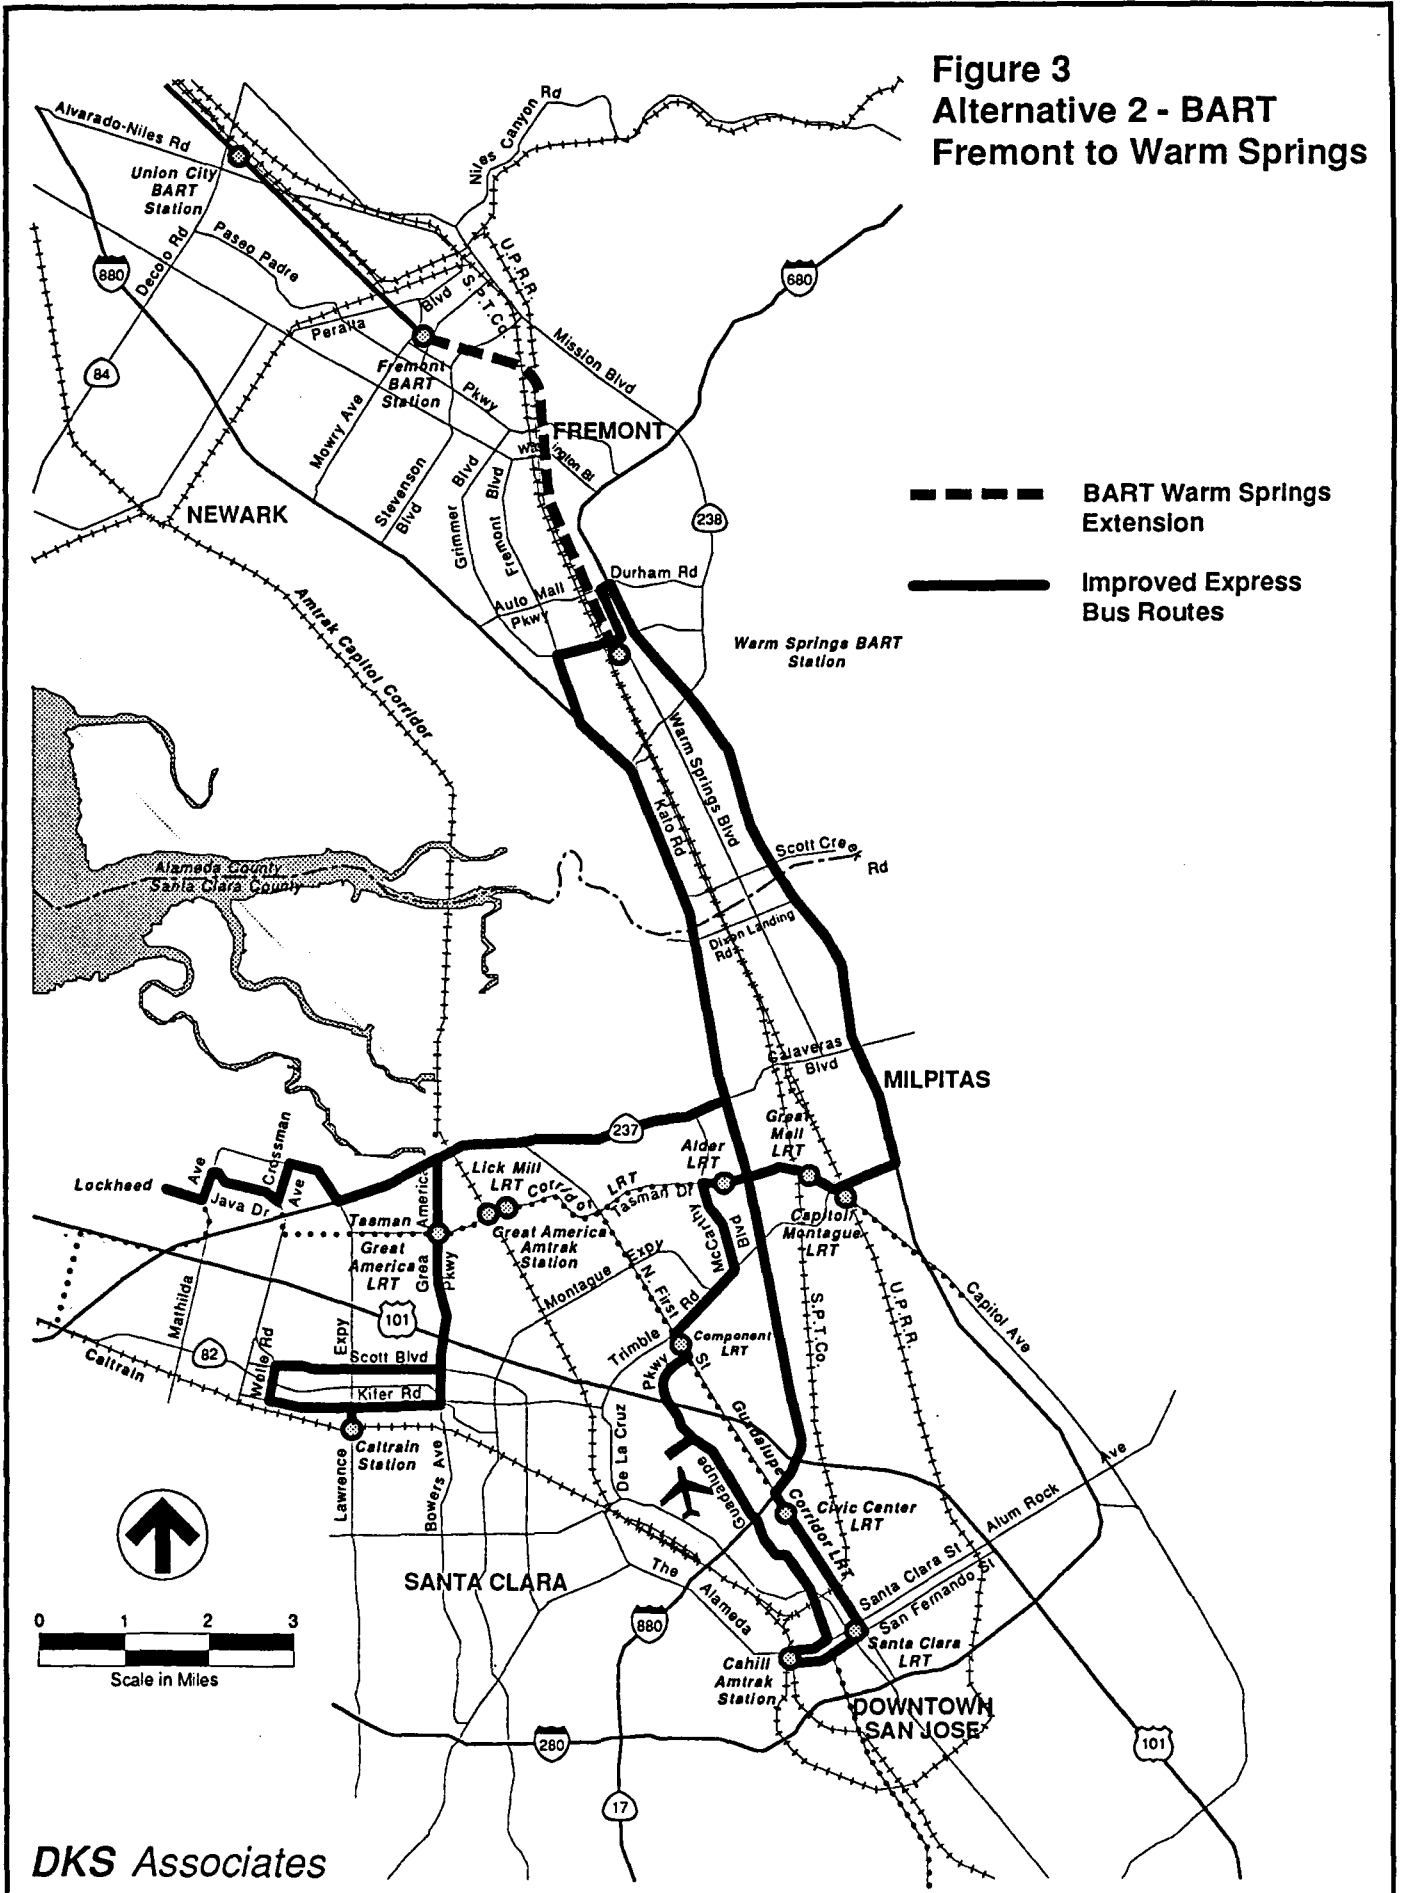 Figure 3
Alternative 2 - BART
Fremont to Warm Springs
Alvarado-Niles Rd
Union City
BART
Station
Niles Canyon Rd
880
Decoto Rd
Paseo Padre
U.P.R.R.
S.P.T.Co.
680
Peralta
Blvd
84
Fremont
BART
Station
Pkwy
Mission Blvd
Mowry Ave
FREMONT
NEWARK
Stevenson
Blvd
Grimmer
Blvd
Fremont
Blvd
238
BART Warm Springs
Extension
Durham Rd
Auto Mall
Pkwy
Improved Express
Bus Routes
Amtrak Capitol Corridor
Warm Springs BART
Station
Warm Springs Blvd
Kato Rd
Scott Creek
Rd
Alameda County
Santa Clara County
Dixon Landing
Rd
Calaveras
Blvd
MILPITAS
237
Great
Mall
LRT
Alder
LRT
Crossman
Ave
Ave
Lockheed
Java Dr
Lick Mill
LRT
Corridor LRT
Tasman Dr
Tasman
Great America
Pkwy
Great
America
LRT
Great America
Amtrak
Station
McCarthy
Blvd
Capitol/
Montague
LRT
Montague
Expy
N. First
St
Trimble
Rd
Component
LRT
S.P.T.Co.
U.P.R.R.
Capitol Ave
Mathilda
101
82
Caltrain
Expy
Wolfe Rd
Scott Blvd
Kifer Rd
Pkwy
Caltrain
Station
Lawrence
Bowers Ave
De La Cruz
Guadalupe
Guadalupe
Corridor LRT
Civic Center
LRT
Alum Rock
Ave
Santa Clara St
San Fernando St
SANTA CLARA
The Alameda
880
Santa Clara
LRT
Cahill
Amtrak
Station
DOWNTOWN
SAN JOSE
0 1 2 3
Scale in Miles
280
101
17
DKS Associates